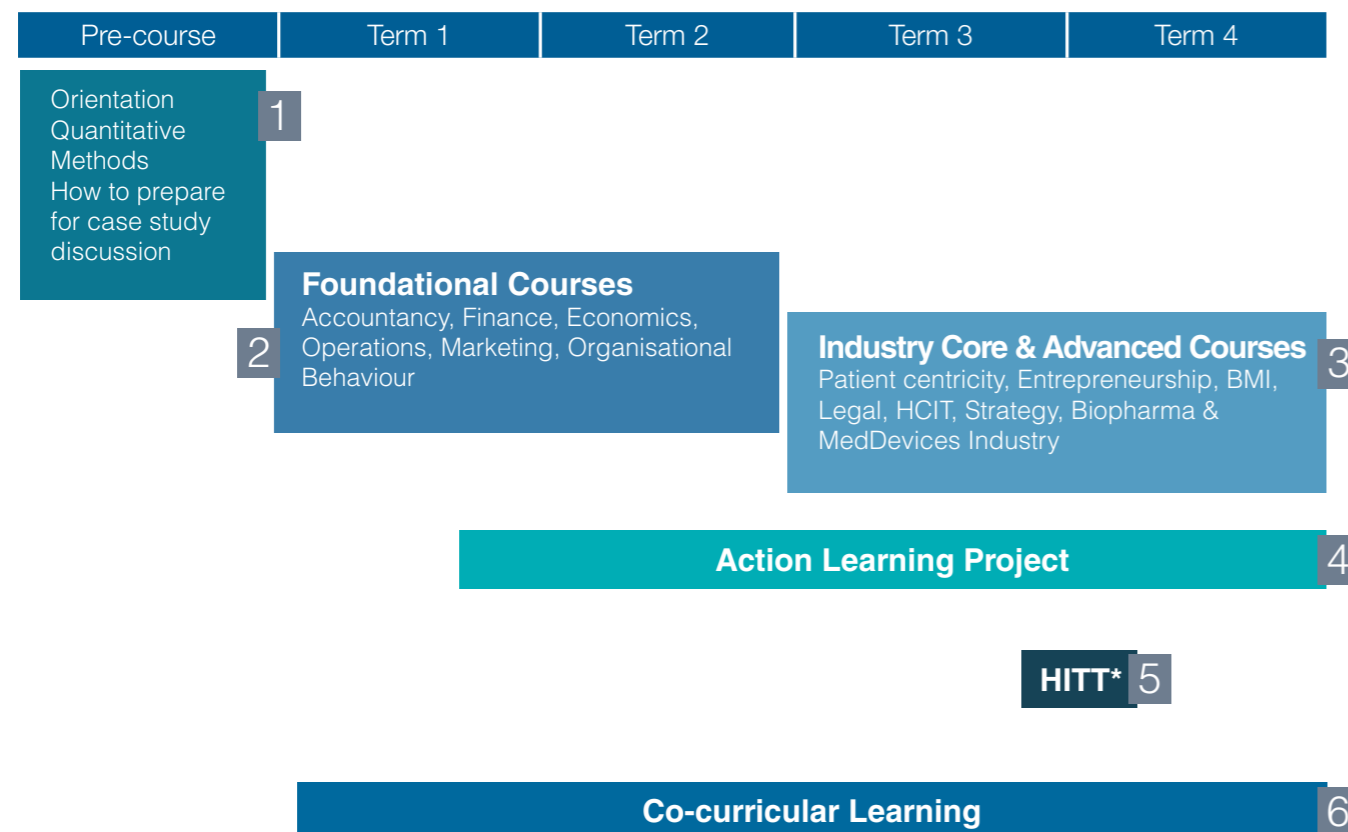 Pre-course
Term 1
Term 2
Term 3
Term 4
Orientation
Quantitative
Methods
How to prepare
for case study
discussion
1
Foundational Courses
Accountancy, Finance, Economics,
Operations, Marketing, Organisational
Behaviour
2
Industry Core & Advanced Courses
Patient centricity, Entrepreneurship, BMI,
Legal, HCIT, Strategy, Biopharma &
MedDevices Industry
3
Action Learning Project
4
HITT*
5
Co-curricular Learning
6